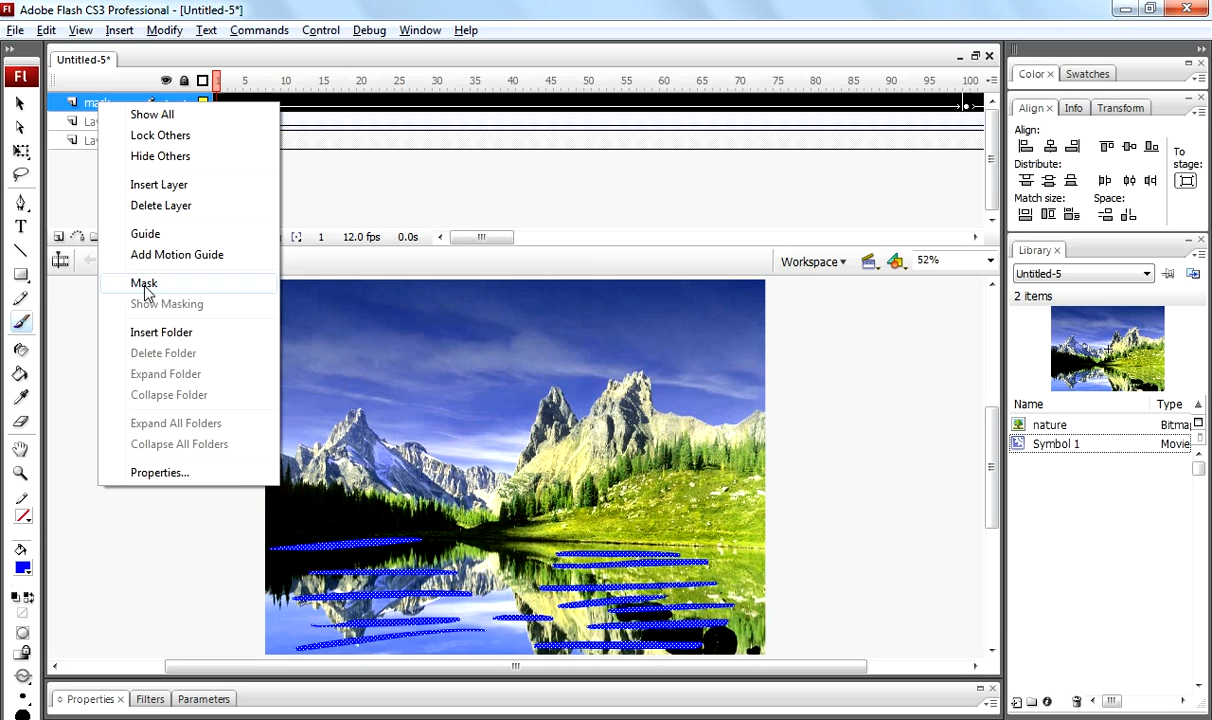 Fl Adobe Flash CS3 Professional - [Untitled-5*]
File Edit View Insert Modify Text Commands Control Debug Window Help
Untitled-5*
Fl
1 5 10 15 20 25 30 35 40 45 50 55 60 65 70 75 80 85 90 95 100
Show All
Lock Others
Hide Others
Insert Layer
Delete Layer
Guide
Add Motion Guide
Mask
Show Masking
Insert Folder
Delete Folder
Expand Folder
Collapse Folder
Expand All Folders
Collapse All Folders
Properties...
1 12.0 fps 0.0s
Workspace 52%
Color Swatches
Align Info Transform
Align:
To stage:
Distribute:
Match size: Space:
Library
Untitled-5
2 items
Name Type
nature Bitma
Symbol 1 Movie
Properties Filters Parameters